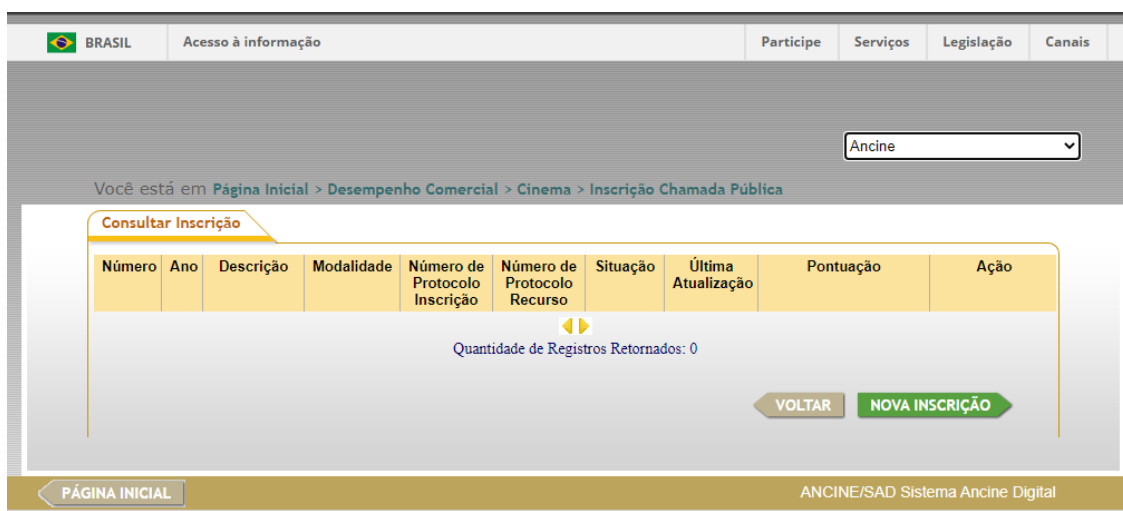 BRASIL Acesso à informação Participe Serviços Legislação Canais
Ancine
Você está em Página Inicial > Desempenho Comercial > Cinema > Inscrição Chamada Pública
Consultar Inscrição
Número Ano Descrição Modalidade Número de Protocolo Inscrição Número de Protocolo Recurso Situação Última Atualização Pontuação Ação
Quantidade de Registros Retornados: 0
VOLTAR NOVA INSCRIÇÃO
PÁGINA INICIAL ANCINE/SAD Sistema Ancine Digital